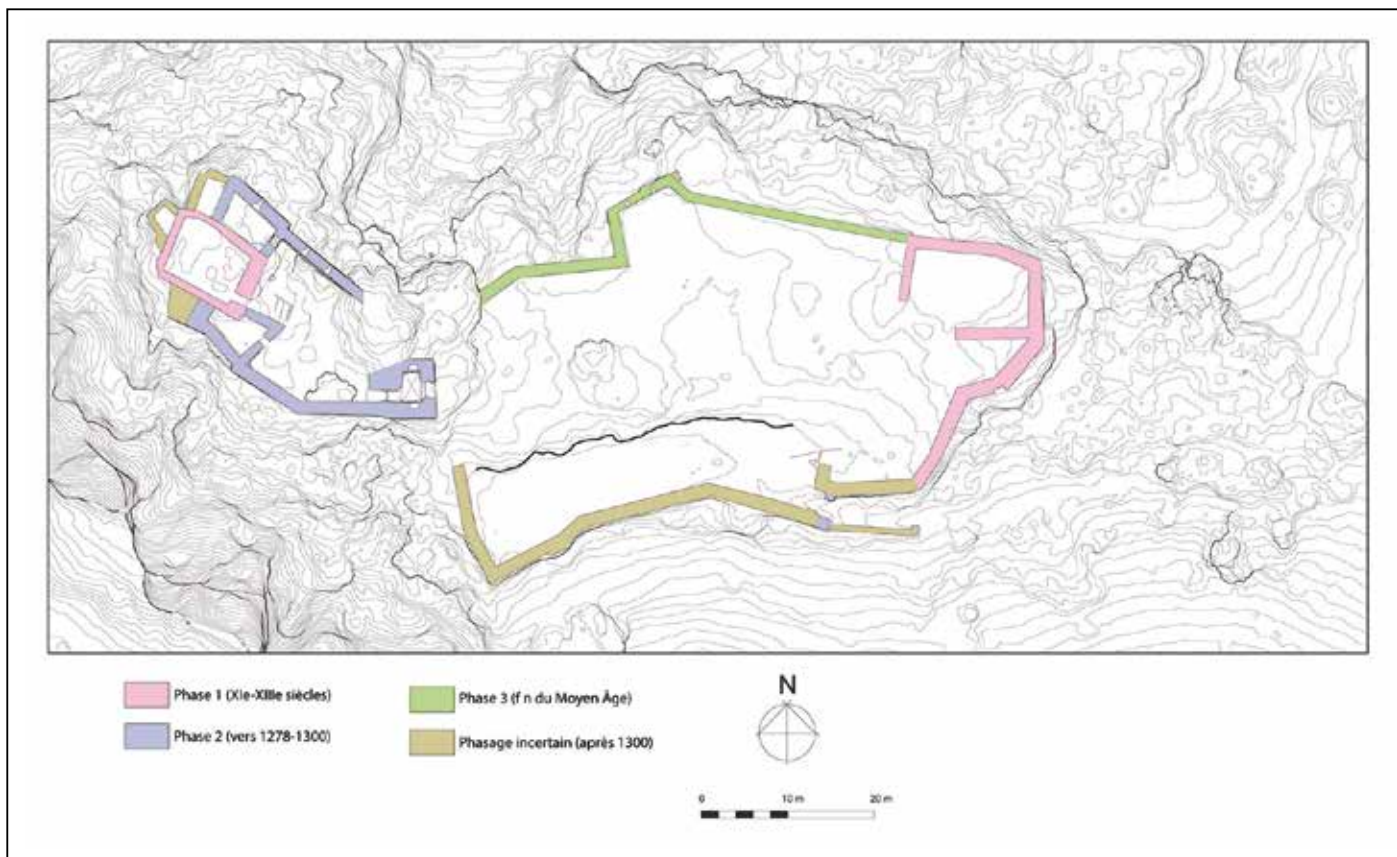 Phase 1 (XIe-XIIIe siècles)
Phase 2 (vers 1278-1300)
Phase 3 (f n du Moyen Âge)
Phasage incertain (après 1300)
N
0 10 m 20 m